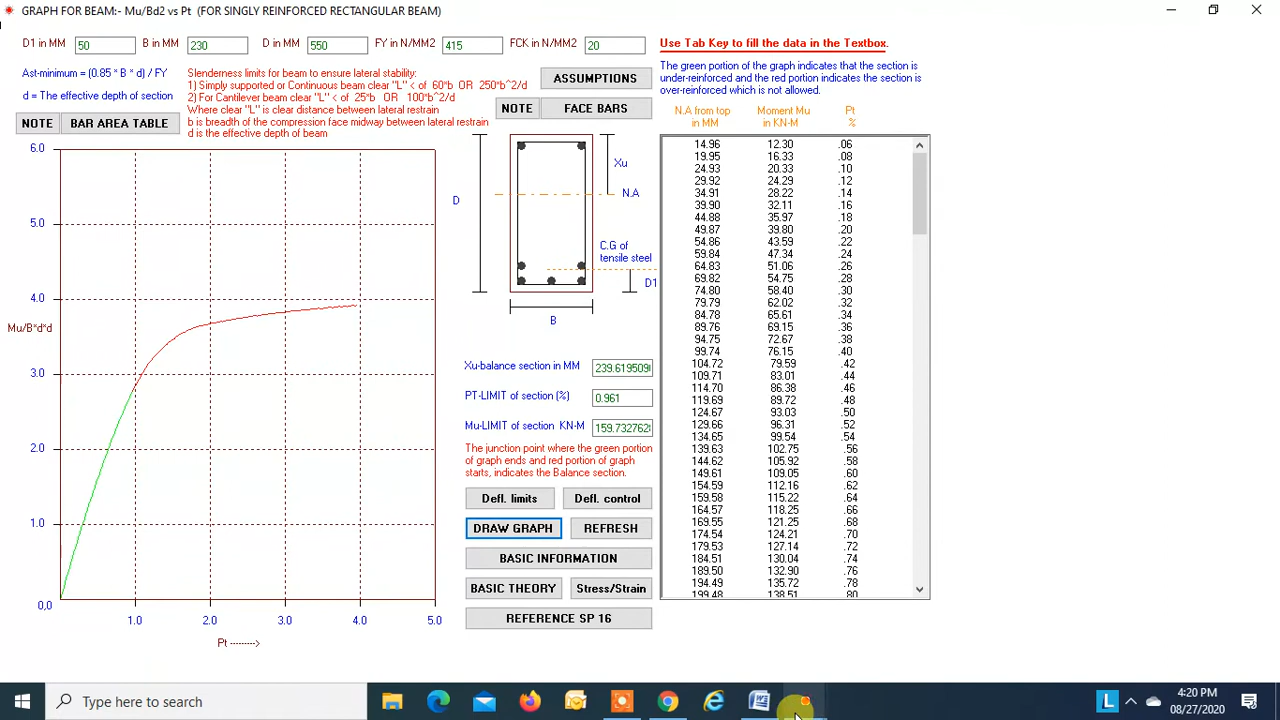 GRAPH FOR BEAM:- Mu/Bd2 vs Pt  (FOR SINGLY REINFORCED RECTANGULAR BEAM)
D1 in MM 50 B in MM 230 D in MM 550 FY in N/MM2 415 FCK in N/MM2 20
Use Tab Key to fill the data in the Textbox.
Ast-minimum = (0.85 * B * d) / FY
d = The effective depth of section
NOTE BAR AREA TABLE
Slenderness limits for beam to ensure lateral stability:
1) Simply supported or Continuous beam clear "L" < of  60*b  OR  250*b^2/d
2) For Cantilever beam clear "L" < of  25*b  OR  100*b^2/d
Where clear "L" is clear distance between lateral restrain
b is breadth of the compression face midway between lateral restrain
d is the effective depth of beam
ASSUMPTIONS
NOTE FACE BARS
The green portion of the graph indicates that the section is
under-reinforced and the red portion indicates the section is
over-reinforced which is not allowed.
N.A from top Moment Mu Pt
in MM in KN-M %
14.96 12.30 .06
19.95 16.33 .08
24.93 20.33 .10
29.92 24.29 .12
34.91 28.22 .14
39.90 32.11 .16
44.88 35.97 .18
49.87 39.80 .20
54.86 43.59 .22
59.84 47.34 .24
64.83 51.06 .26
69.82 54.75 .28
74.80 58.40 .30
79.79 62.02 .32
84.78 65.61 .34
89.76 69.15 .36
94.75 72.67 .38
99.74 76.15 .40
104.72 79.59 .42
109.71 83.01 .44
114.70 86.38 .46
119.69 89.72 .48
124.67 93.03 .50
129.66 96.31 .52
134.65 99.54 .54
139.63 102.75 .56
144.62 105.92 .58
149.61 109.05 .60
154.59 112.16 .62
159.58 115.22 .64
164.57 118.25 .66
169.55 121.25 .68
174.54 124.21 .70
179.53 127.14 .72
184.51 130.04 .74
189.50 132.90 .76
194.49 135.72 .78
199.48 138.51 .80
6.0
5.0
4.0
Mu/B*d*d
3.0
2.0
1.0
0,0
1.0 2.0 3.0 4.0 5.0
Pt -------->
Xu
D
N.A
C.G of
tensile steel
D1
B
Xu-balance section in MM 239.6195090
PT-LIMIT of section (%) 0.961
Mu-LIMIT of section  KN-M 159.7327628
The junction point where the green portion
of graph ends and red portion of graph
starts, indicates the Balance section.
Defl. limits Defl. control
DRAW GRAPH REFRESH
BASIC INFORMATION
BASIC THEORY Stress/Strain
REFERENCE SP 16
Type here to search
L
4:20 PM
08/27/2020